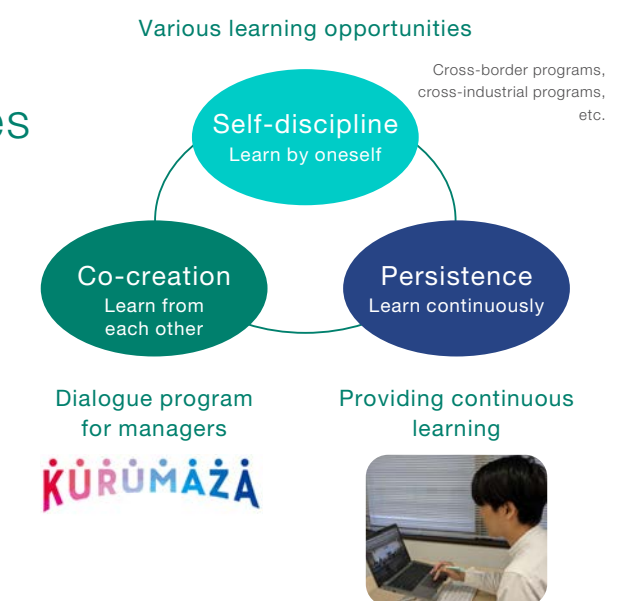 Various learning opportunities
Cross-border programs,
cross-industrial programs,
etc.
es
Self-discipline
Learn by oneself
Co-creation
Learn from
each other
Persistence
Learn continuously
Dialogue program
for managers
KURUMAZA
Providing continuous
learning